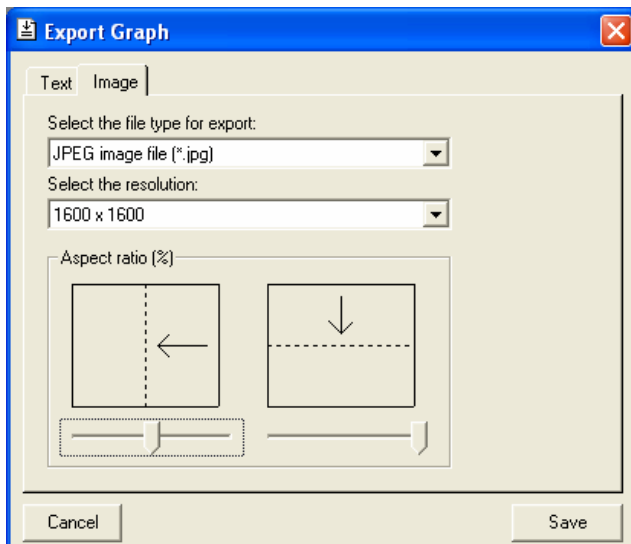 Export Graph
Text Image
Select the file type for export:
JPEG image file (*.jpg)
Select the resolution:
1600 x 1600
Aspect ratio (%)
Cancel Save